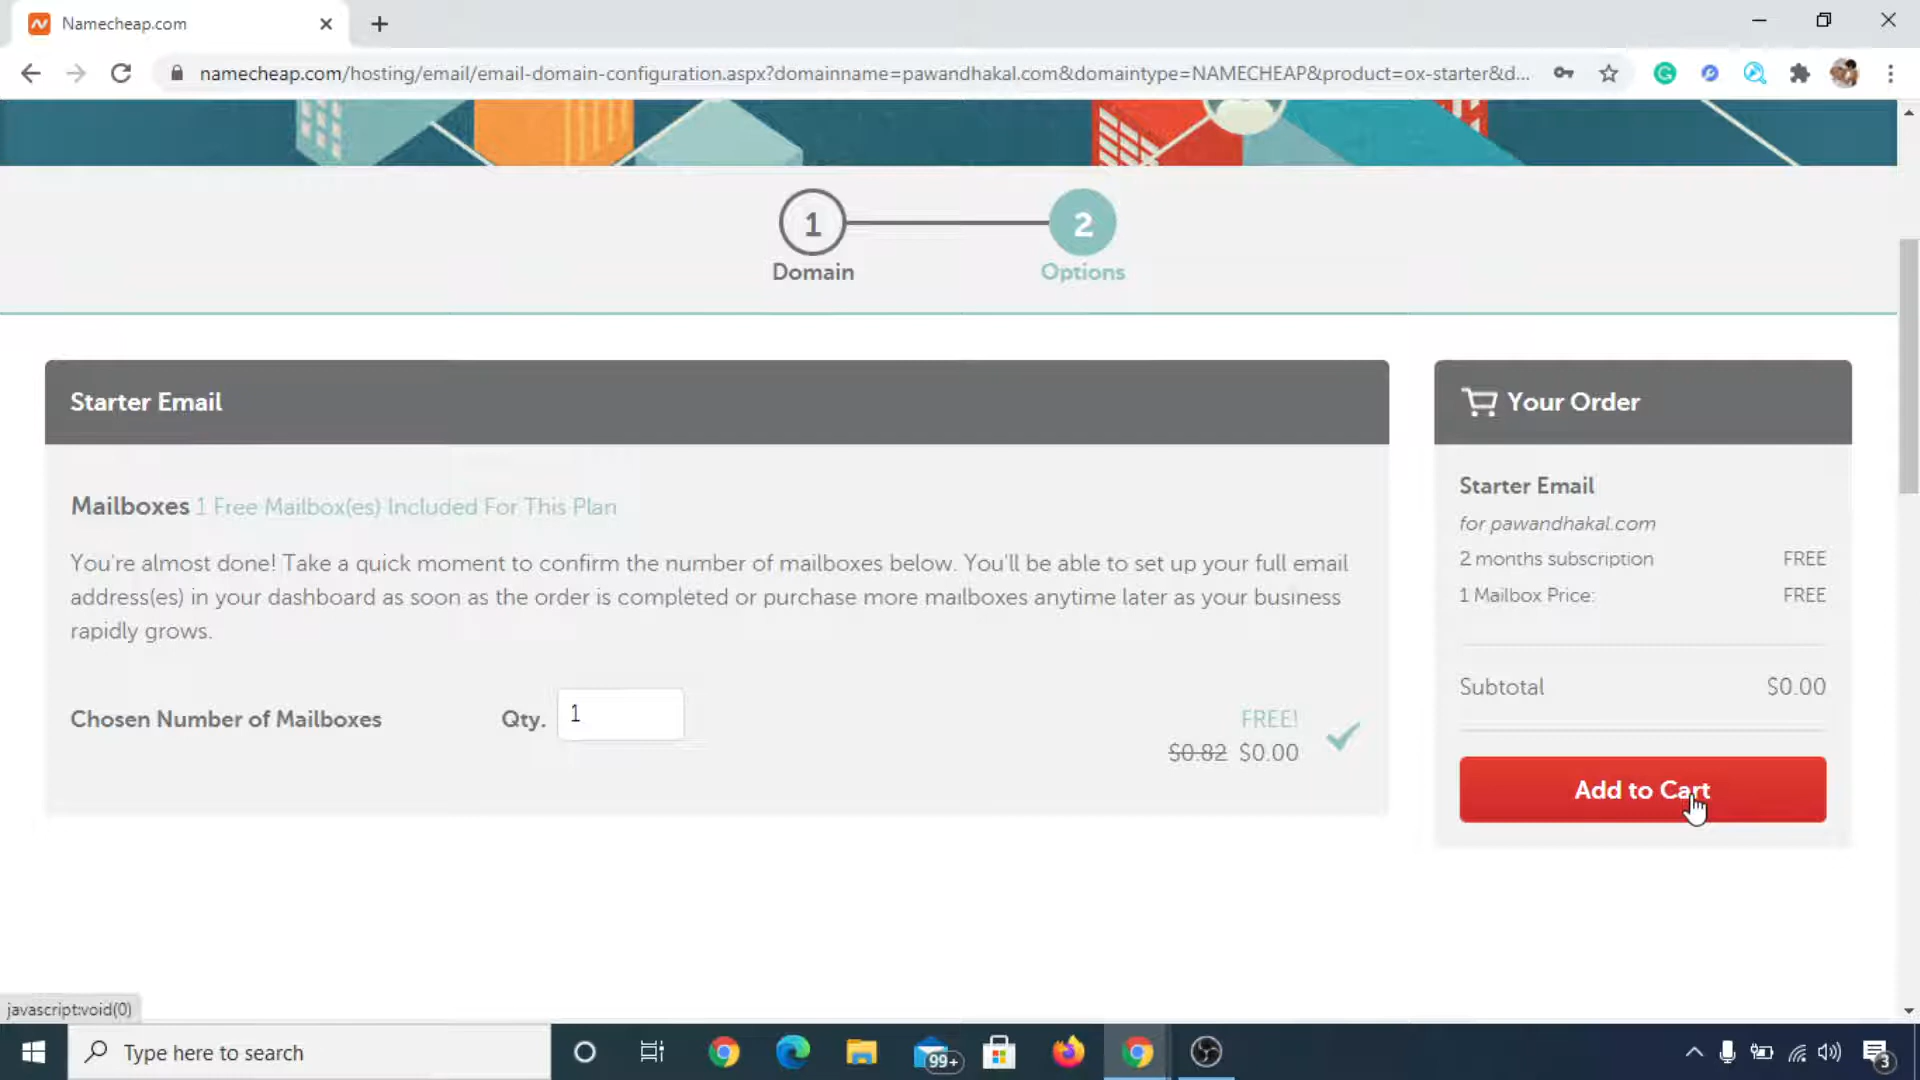 Namecheap.com
namecheap.com/hosting/email/email-domain-configuration.aspx?domainname=pawandhakal.com&domaintype=NAMECHEAP&product=ox-starter&d...
1
2
Domain
Options
Starter Email
Mailboxes 1 Free Mailbox(es) Included For This Plan
You're almost done! Take a quick moment to confirm the number of mailboxes below. You'll be able to set up your full email
address(es) in your dashboard as soon as the order is completed or purchase more mailboxes anytime later as your business
rapidly grows.
Chosen Number of Mailboxes
Qty.
1
FREE!
$0.82 $0.00
Your Order
Starter Email
for pawandhakal.com
2 months subscription FREE
1 Mailbox Price: FREE
Subtotal $0.00
Add to Cart
javascript:void(0)
Type here to search
99+
3